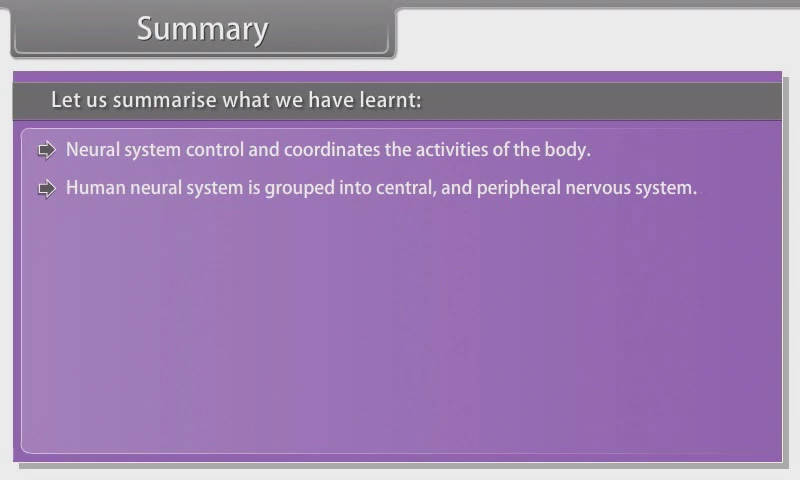 Summary
Let us summarise what we have learnt:
Neural system control and coordinates the activities of the body.
Human neural system is grouped into central, and peripheral nervous system.